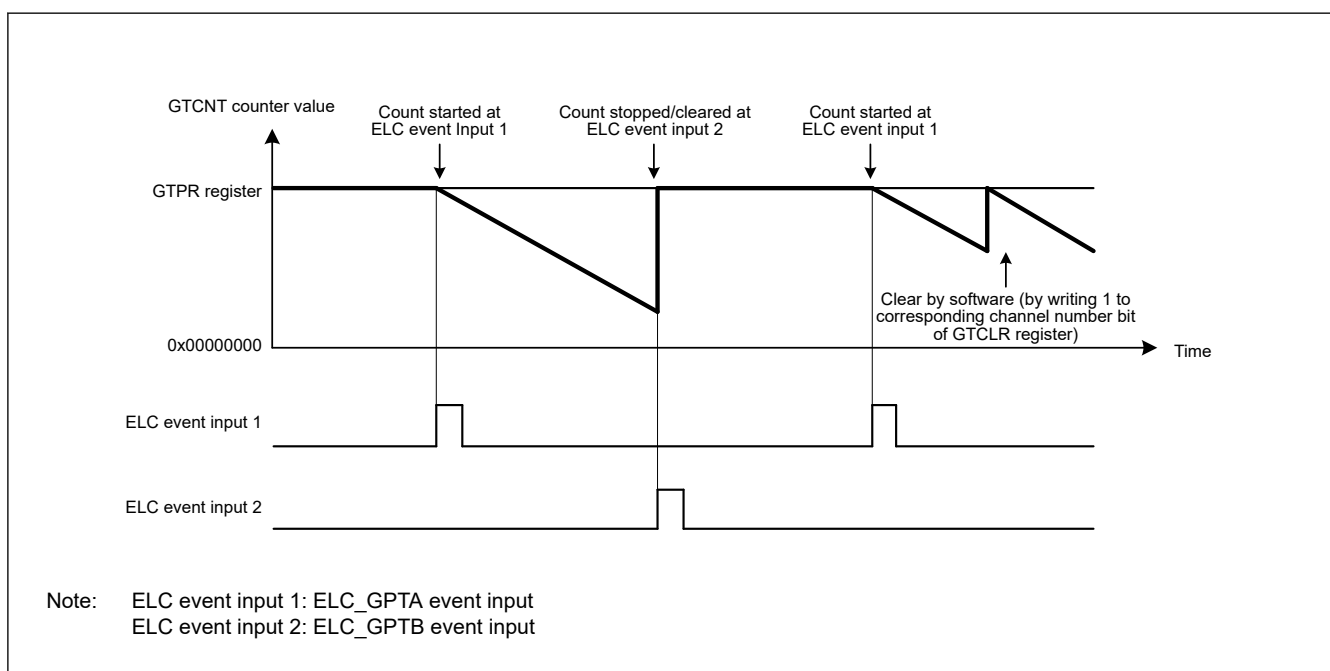 GTCNT counter value
Count started at
ELC event Input 1
Count stopped/cleared at
ELC event input 2
Count started at
ELC event input 1
GTPR register
Clear by software (by writing 1 to
corresponding channel number bit
of GTCLR register)
0x00000000
Time
ELC event input 1
ELC event input 2
Note: ELC event input 1: ELC_GPTA event input
ELC event input 2: ELC_GPTB event input